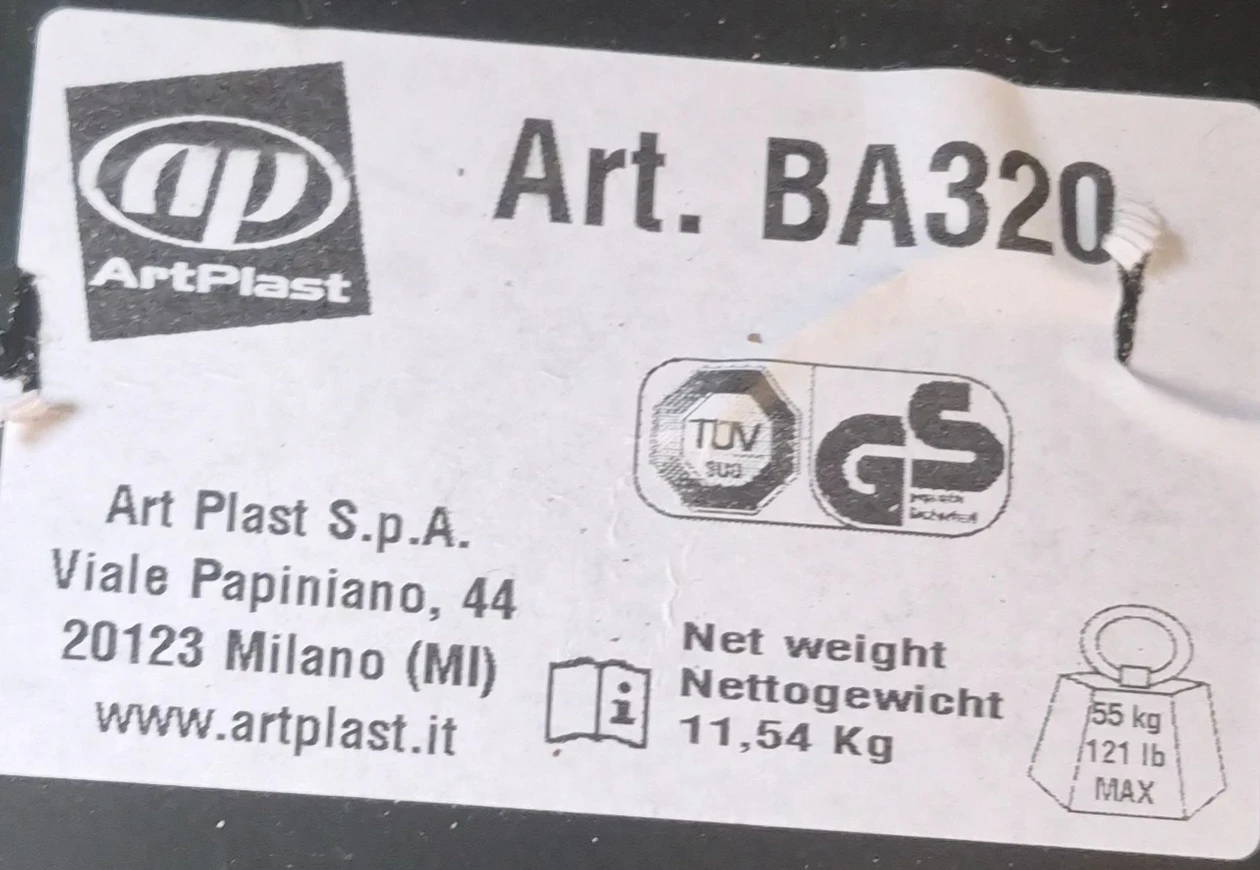 ap
ArtPlast
Art. BA320
TÜV
SÜD
GS
Art Plast S.p.A.
Viale Papiniano, 44
20123 Milano (MI)
www.artplast.it
i
Net weight
Nettogewicht
11,54 Kg
55 kg
121 lb
MAX